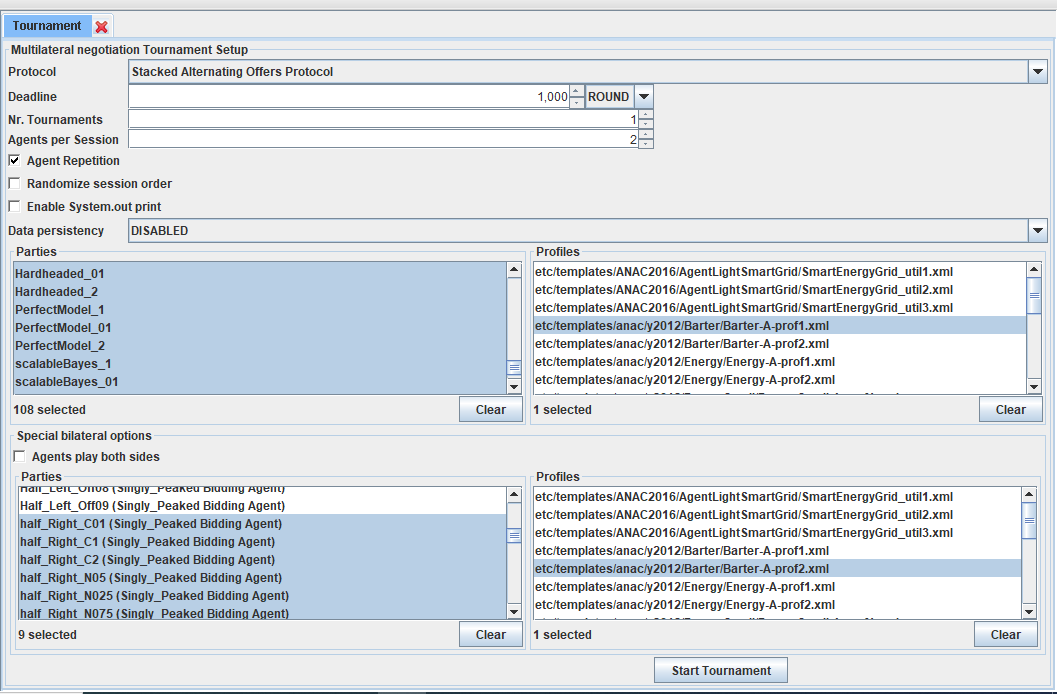 Tournament
Multilateral negotiation Tournament Setup
Protocol Stacked Alternating Offers Protocol
Deadline 1,000 ROUND
Nr. Tournaments 1
Agents per Session 2
Agent Repetition
Randomize session order
Enable System.out print
Data persistency DISABLED
Parties
Hardheaded_01
Hardheaded_2
PerfectModel_1
PerfectModel_01
PerfectModel_2
scalableBayes_1
scalableBayes_01
108 selected Clear
Profiles
etc/templates/ANAC2016/AgentLightSmartGrid/SmartEnergyGrid_util1.xml
etc/templates/ANAC2016/AgentLightSmartGrid/SmartEnergyGrid_util2.xml
etc/templates/ANAC2016/AgentLightSmartGrid/SmartEnergyGrid_util3.xml
etc/templates/anac/y2012/Barter/Barter-A-prof1.xml
etc/templates/anac/y2012/Barter/Barter-A-prof2.xml
etc/templates/anac/y2012/Energy/Energy-A-prof1.xml
etc/templates/anac/y2012/Energy/Energy-A-prof2.xml
1 selected Clear
Special bilateral options
Agents play both sides
Parties
Half_Left_Off08 (Singly_Peaked Bidding Agent)
Half_Left_Off09 (Singly_Peaked Bidding Agent)
half_Right_C01 (Singly_Peaked Bidding Agent)
half_Right_C1 (Singly_Peaked Bidding Agent)
half_Right_C2 (Singly_Peaked Bidding Agent)
half_Right_N05 (Singly_Peaked Bidding Agent)
half_Right_N025 (Singly_Peaked Bidding Agent)
half_Right_N075 (Singly_Peaked Bidding Agent)
9 selected Clear
Profiles
etc/templates/ANAC2016/AgentLightSmartGrid/SmartEnergyGrid_util1.xml
etc/templates/ANAC2016/AgentLightSmartGrid/SmartEnergyGrid_util2.xml
etc/templates/ANAC2016/AgentLightSmartGrid/SmartEnergyGrid_util3.xml
etc/templates/anac/y2012/Barter/Barter-A-prof1.xml
etc/templates/anac/y2012/Barter/Barter-A-prof2.xml
etc/templates/anac/y2012/Energy/Energy-A-prof1.xml
etc/templates/anac/y2012/Energy/Energy-A-prof2.xml
1 selected Clear
Start Tournament